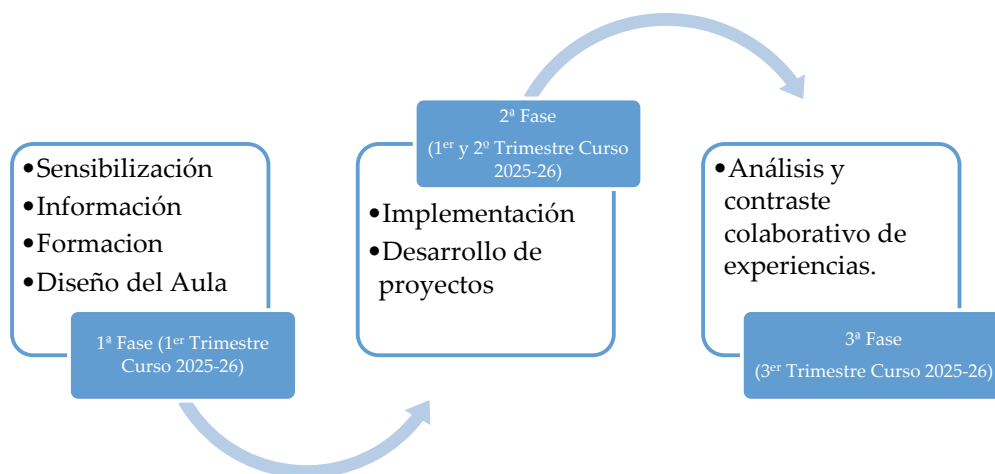 •Sensibilización
•Información
•Formacion
•Diseño del Aula
1ª Fase (1er Trimestre
Curso 2025-26)
2ª Fase
(1er y 2º Trimestre Curso
2025-26)
•Implementación
•Desarrollo de
proyectos
•Análisis y
contraste
colaborativo de
experiencias.
3ª Fase
(3er Trimestre Curso 2025-26)